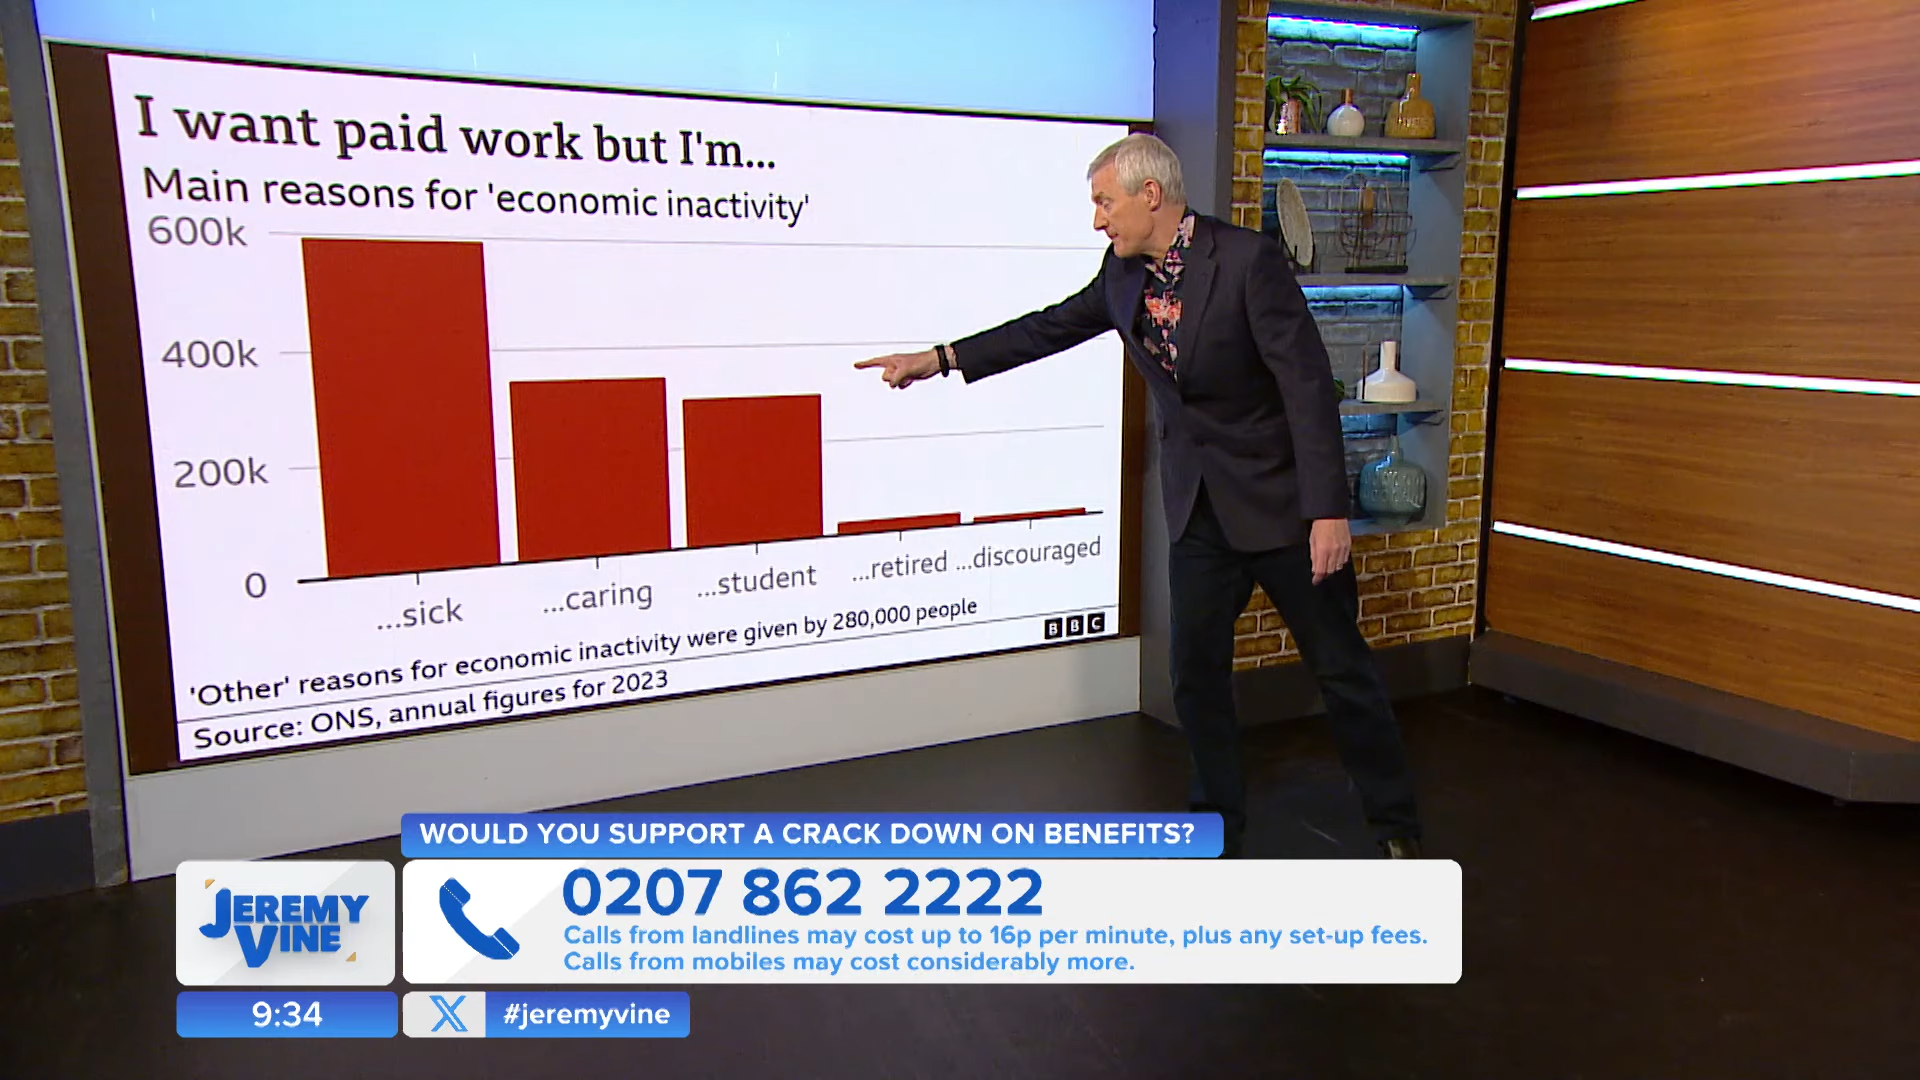 I want paid work but I'm...
Main reasons for 'economic inactivity'
600k
400k
200k
0
...sick
...caring
...student
...retired
...discouraged
'Other' reasons for economic inactivity were given by 280,000 people
Source: ONS, annual figures for 2023
BBC
WOULD YOU SUPPORT A CRACK DOWN ON BENEFITS?
JEREMY
VINE
0207 862 2222
Calls from landlines may cost up to 16p per minute, plus any set-up fees.
Calls from mobiles may cost considerably more.
9:34
#jeremyvine